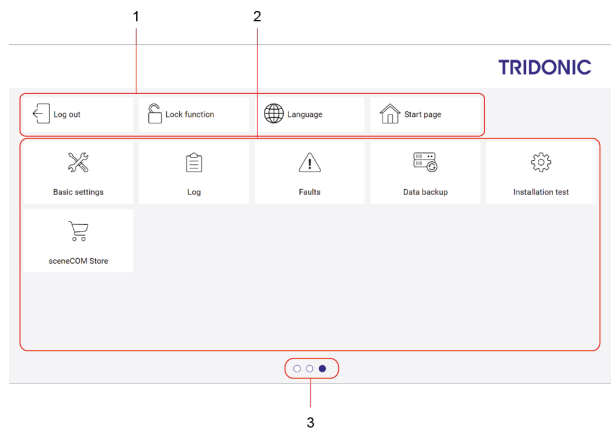 1 2
TRIDONIC
Log out Lock function Language Start page
Basic settings Log Faults Data backup Installation test
sceneCOM Store
3